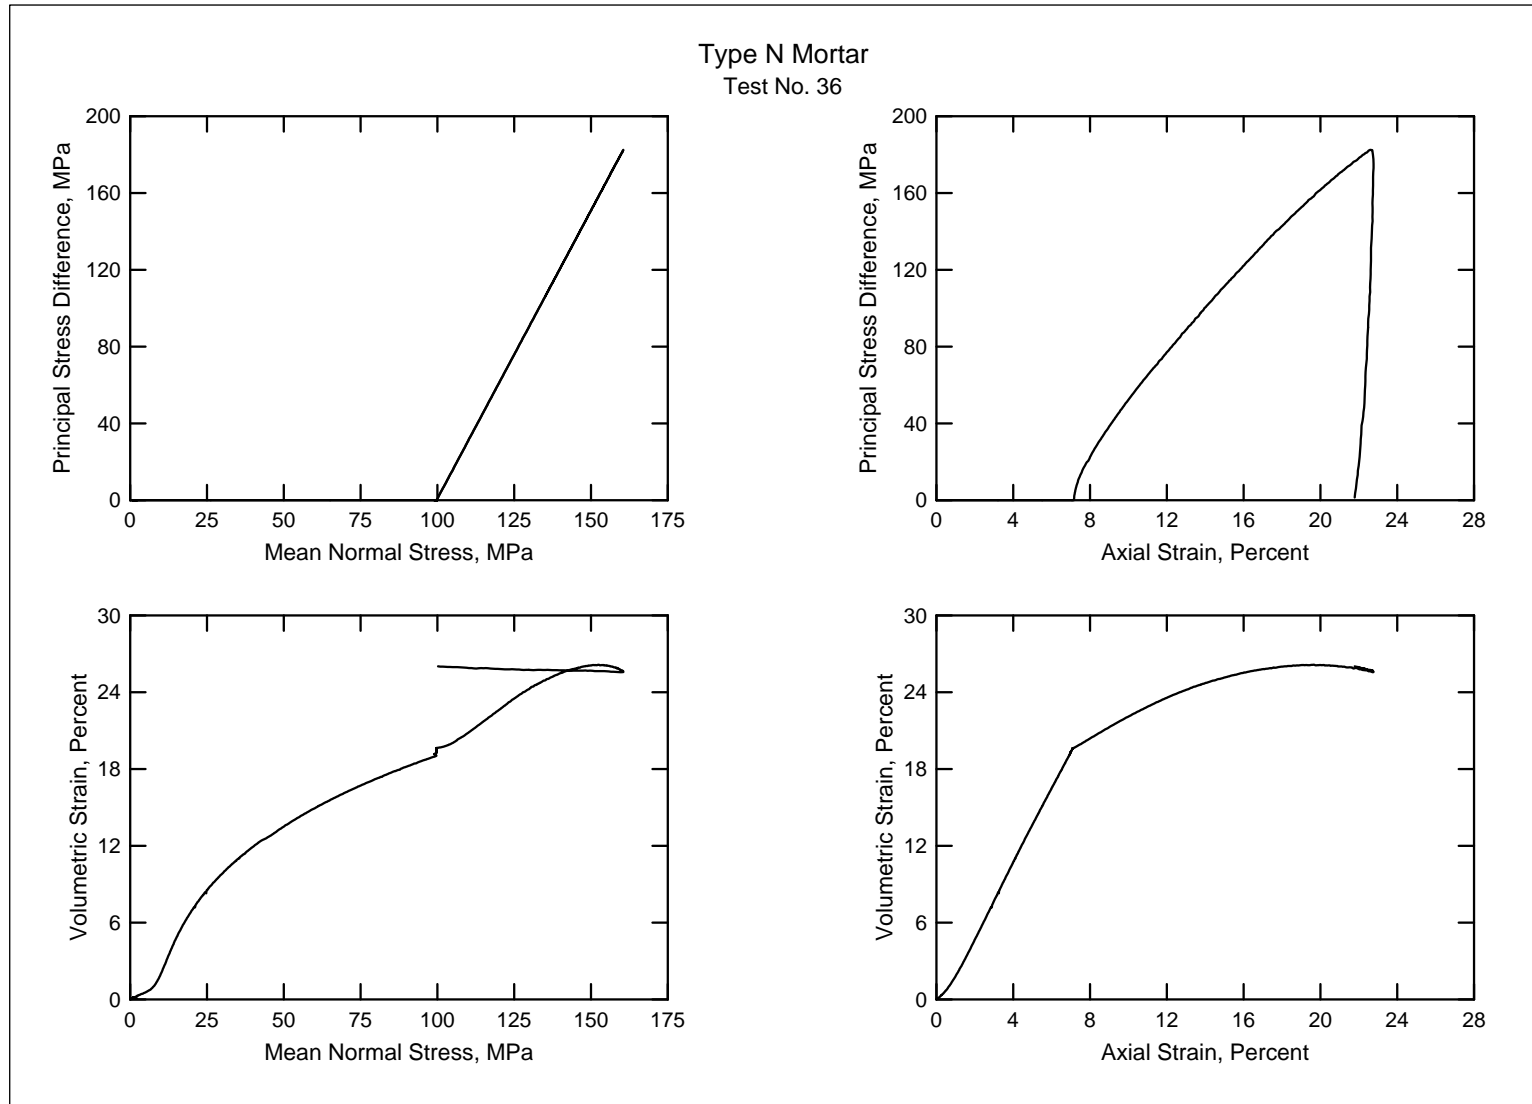 Type N Mortar
Test No. 36
Principal Stress Difference, MPa
200
160
120
80
40
0
0 25 50 75 100 125 150 175
Mean Normal Stress, MPa
Principal Stress Difference, MPa
200
160
120
80
40
0
0 4 8 12 16 20 24 28
Axial Strain, Percent
Volumetric Strain, Percent
30
24
18
12
6
0
0 25 50 75 100 125 150 175
Mean Normal Stress, MPa
Volumetric Strain, Percent
30
24
18
12
6
0
0 4 8 12 16 20 24 28
Axial Strain, Percent